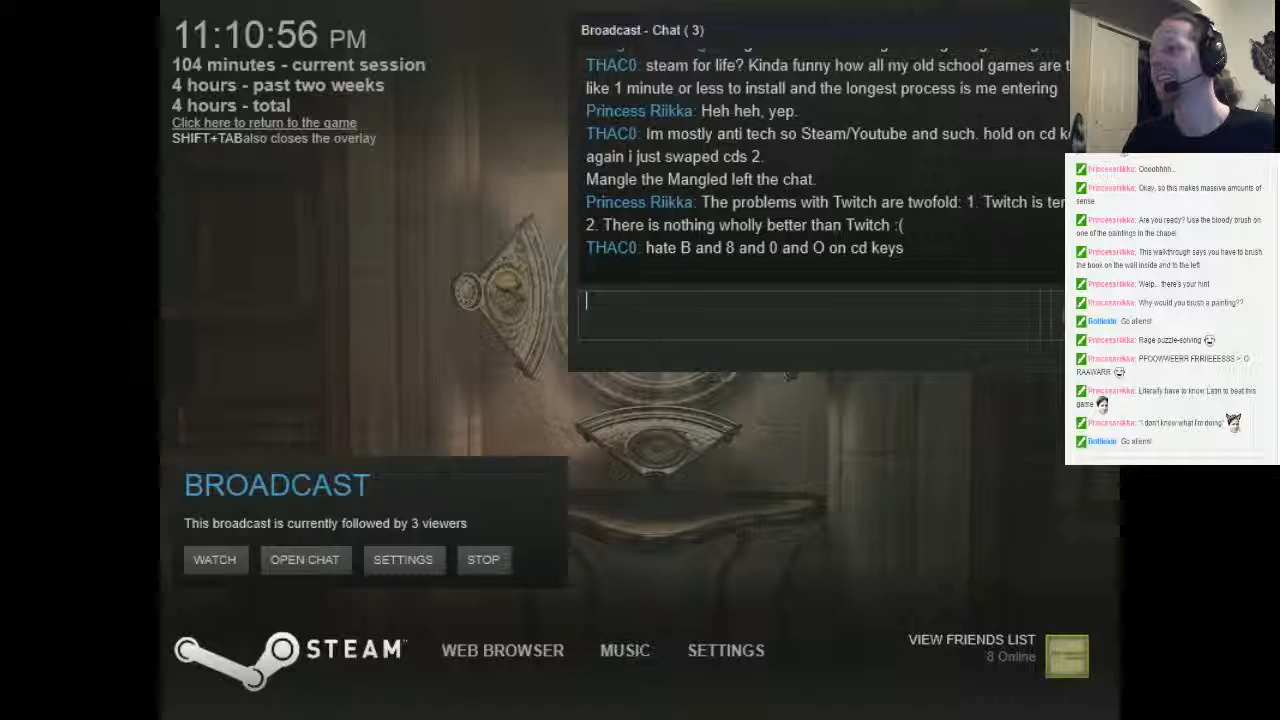 11:10:56 PM
104 minutes - current session
4 hours - past two weeks
4 hours - total
Click here to return to the game
SHIFT+TABalso closes the overlay
Broadcast - Chat ( 3)
THAC0: steam for life? Kinda funny how all my old school games are t
like 1 minute or less to install and the longest process is me entering
Princess Riikka: Heh heh, yep.
THAC0: Im mostly anti tech so Steam/Youtube and such. hold on cd k
again i just swaped cds 2.
Mangle the Mangled left the chat.
Princess Riikka: The problems with Twitch are twofold: 1. Twitch is ter
2. There is nothing wholly better than Twitch :(
THAC0: hate B and 8 and 0 and O on cd keys
Princessriikka: Ooohhhh...
Princessriikka: Okay, so this makes massive amounts of
sense
Princessriikka: Are you ready? Use the bloody brush on
one of the paintings in the chapel
Princessriikka: This walkthrough says you have to brush
the book on the wall inside and to the left
Princessriikka: Welp... there's your hint
Princessriikka: Why would you brush a painting??
Bottlekin: Go aliens!
Princessriikka: Rage puzzle-solving
Princessriikka: PFOOWWEERR FRRIIEEESSS >_O
RAAWARR
Princessriikka: Literally have to know Latin to beat this
game
Princessriikka: "I don't know what I'm doing"
Bottlekin: Go aliens!
BROADCAST
This broadcast is currently followed by 3 viewers
WATCH OPEN CHAT SETTINGS STOP
STEAM WEB BROWSER MUSIC SETTINGS
VIEW FRIENDS LIST
8 Online